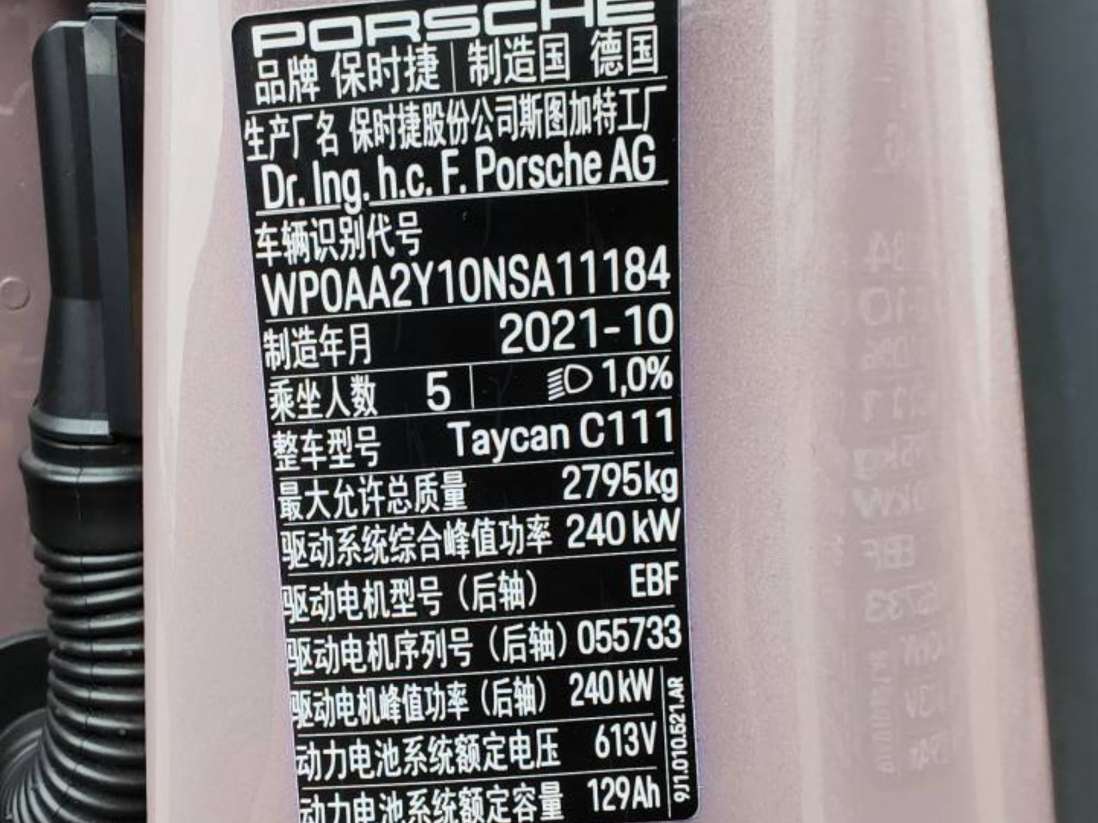 PORSCHE
品牌 保时捷 制造国 德国
生产厂名 保时捷股份公司斯图加特工厂
Dr. Ing. h.c. F. Porsche AG
车辆识别代号
WP0AA2Y10NSA11184
制造年月 2021-10
乘坐人数 5 1,0%
整车型号 Taycan C111
最大允许总质量 2795kg
驱动系统综合峰值功率 240 kW
驱动电机型号（后轴） EBF
驱动电机序列号（后轴）055733
驱动电机峰值功率（后轴） 240 kW
动力电池系统额定电压 613V
动力电池系统额定容量 129Ah
9J1.010.521.AR